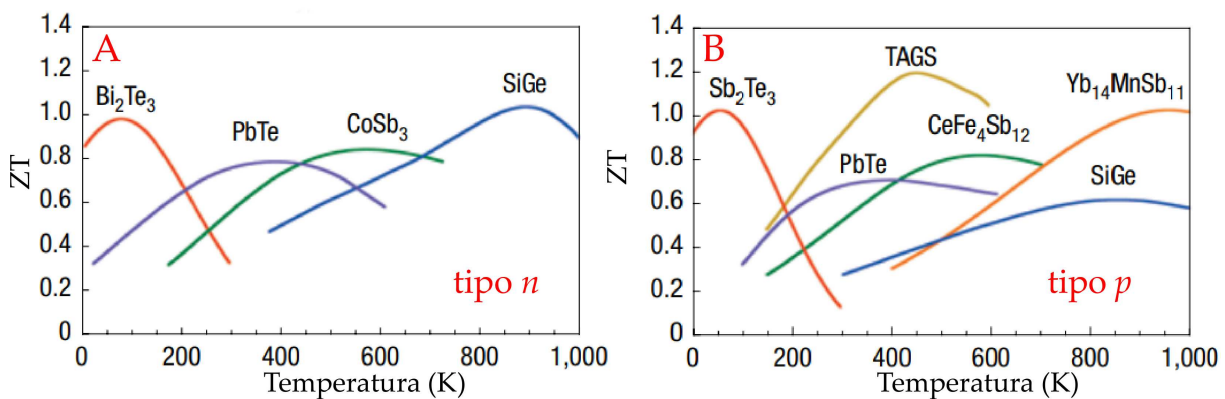 A
1.4
1.2
1.0
0.8
0.6
0.4
0.2
0
ZT
Bi₂Te₃
PbTe
CoSb₃
SiGe
tipo n
0 200 400 600 800 1,000
Temperatura (K)
B
1.4
1.2
1.0
0.8
0.6
0.4
0.2
0
ZT
Sb₂Te₃
TAGS
Yb₁₄MnSb₁₁
CeFe₄Sb₁₂
PbTe
SiGe
tipo p
0 200 400 600 800 1,000
Temperatura (K)